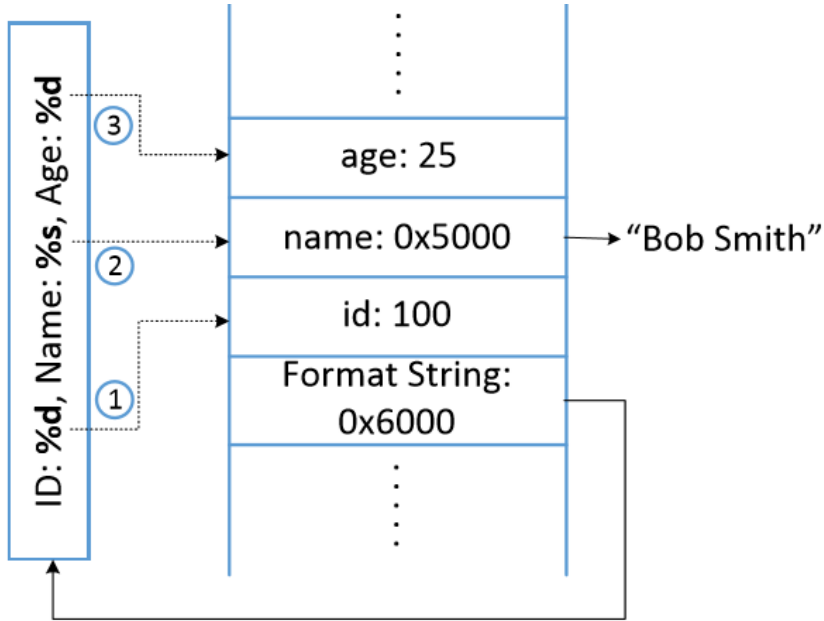 ID: %d, Name: %s, Age: %d
3
2
1
age: 25
name: 0x5000
id: 100
Format String:
0x6000
“Bob Smith”